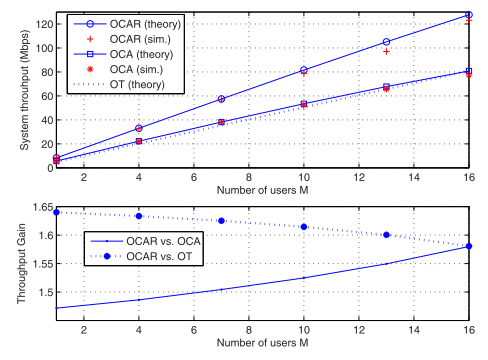 OCAR (theory)
OCAR (sim.)
OCA (theory)
OCA (sim.)
OT (theory)
System throuhput (Mbps)
120
100
80
60
40
20
0
2 4 6 8 10 12 14 16
Number of users M
OCAR vs. OCA
OCAR vs. OT
Throughput Gain
1.65
1.6
1.55
1.5
2 4 6 8 10 12 14 16
Number of users M